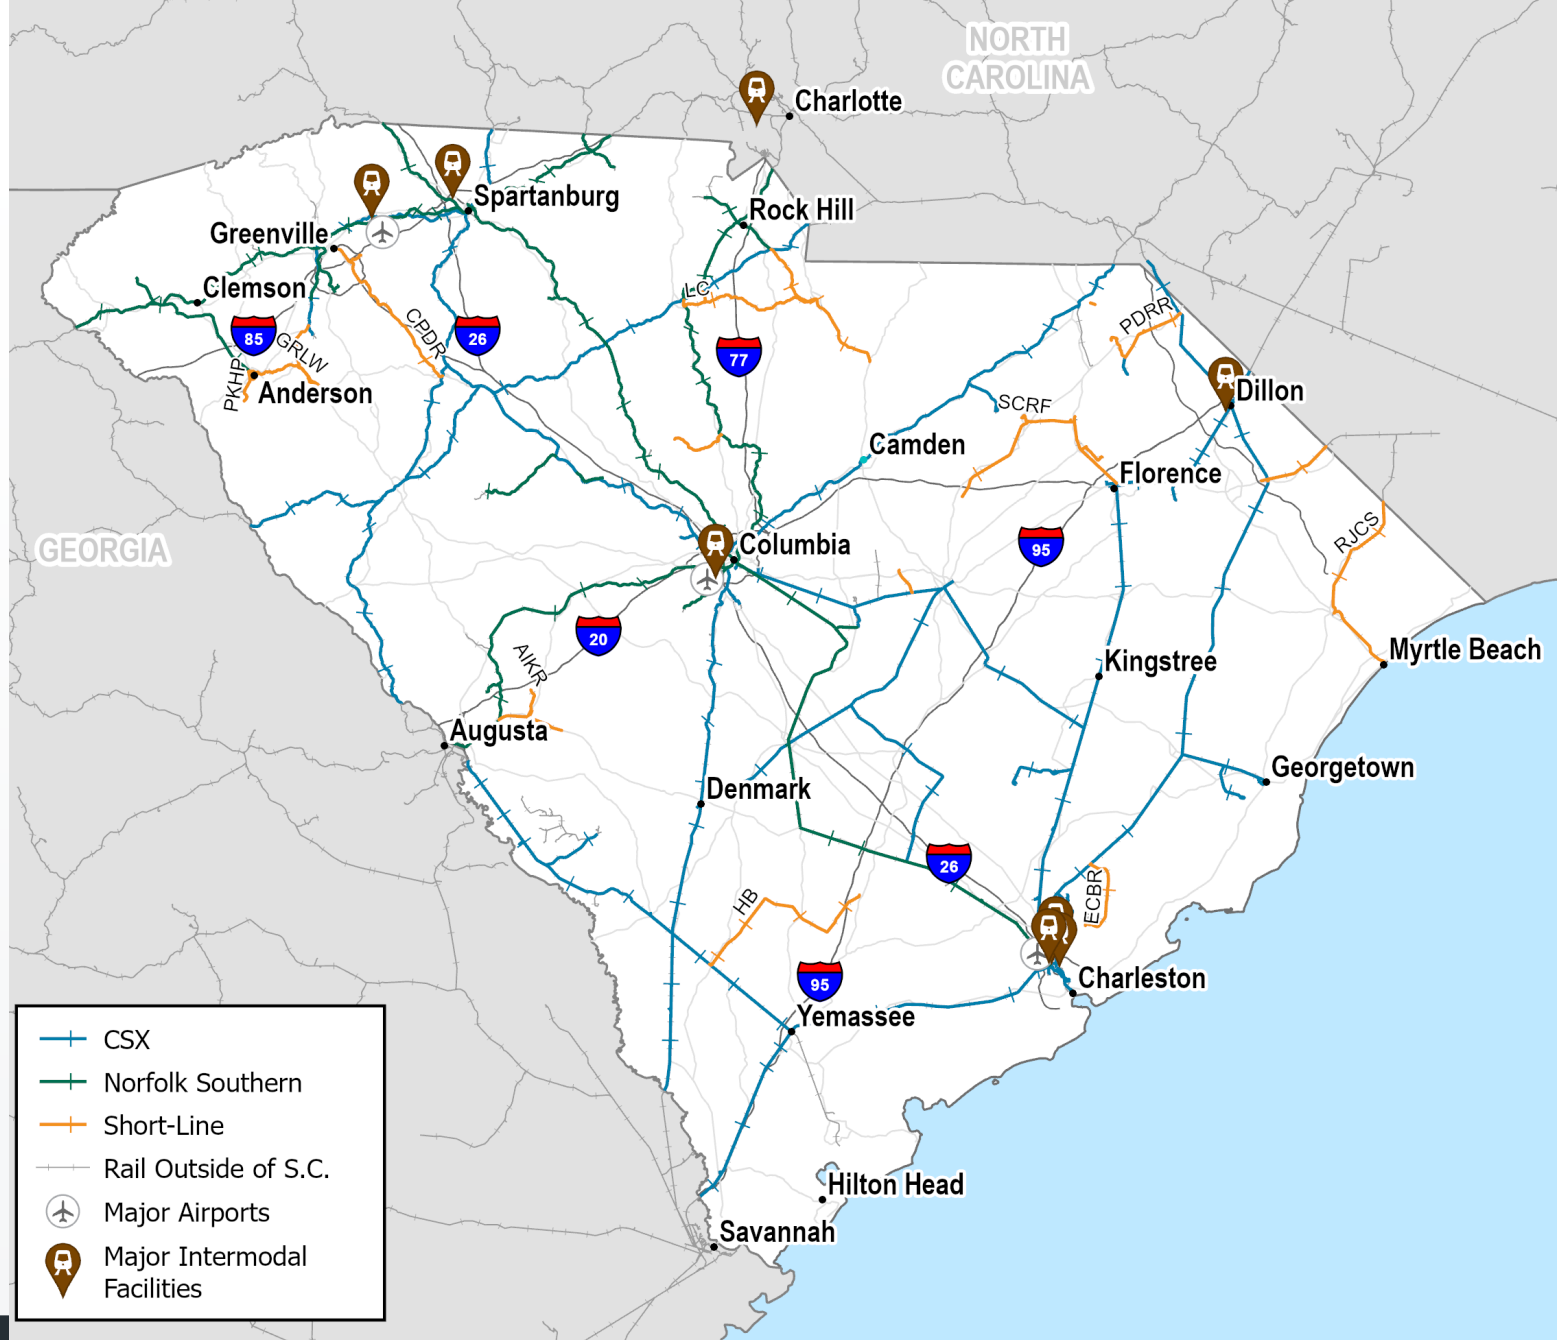 NORTH
CAROLINA
Charlotte
Spartanburg
Rock Hill
Greenville
Clemson
LC
85
GRLW
CPDR
26
77
PDRR
PKHP
Anderson
Dillon
SCRF
Camden
Florence
GEORGIA
Columbia
95
RJCS
20
AIKR
Kingstree
Myrtle Beach
Augusta
Denmark
Georgetown
26
HB
ECBR
95
Charleston
Yemassee
CSX
Norfolk Southern
Short-Line
Rail Outside of S.C.
Major Airports
Major Intermodal
Facilities
Hilton Head
Savannah